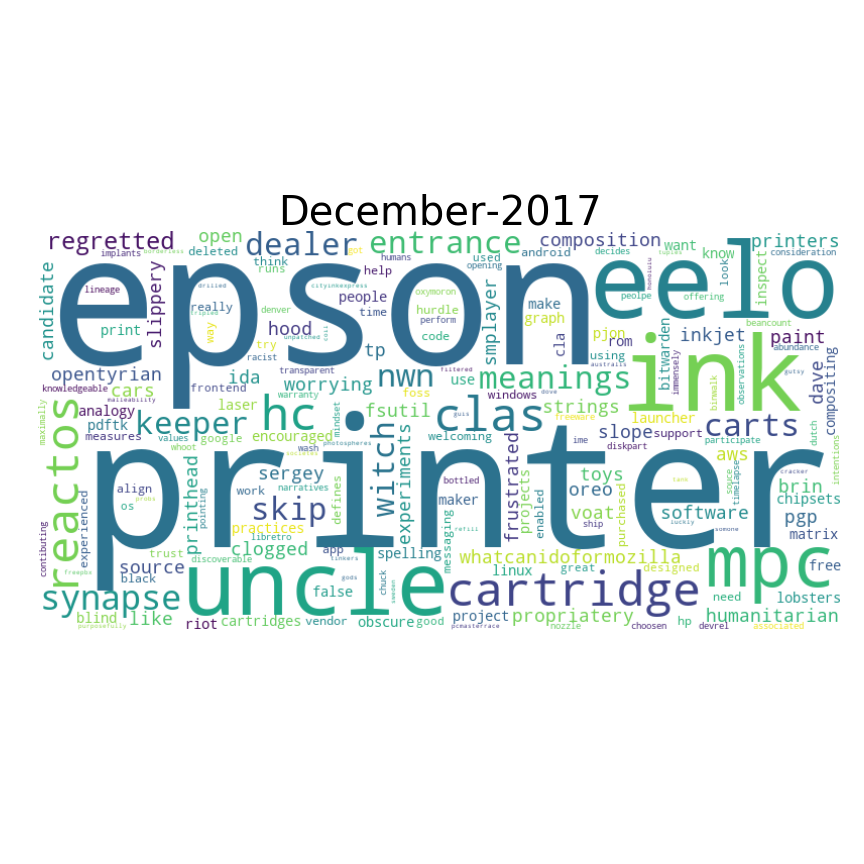 December-2017
regretted
open
dealer
entrance
composition
printers
implants
deleted
think
runs
got
humans
help
used
opening
android
decides
want
know
look
inspect
consideration
candidate
lineage
slippery
epson
eelo
print
drilled
really
way
try
racist
denver
hood
people
time
tp
oxymoron
hurdle
perform
code
smplayer
make
graph
cla
pjon
rom
using
offering
peolpe
bitwarden
inkjet
immensely
paint
beancount
abundance
dave
compositing
gutsy
observations
opentyrian
cars
frontend
ida
worrying
transparent
unpatched
cityinmexpress
nwn
filtered
use
meanings
windows
ink
knowledgeable
malleability
analogy
pdftk
measures
values
google
whoot
laser
encouraged
warranty
mindset
foss
fsutil
hc
keeper
clas
strings
freeware
launcher
slope
support
carts
participate
dutch
intentions
maximally
reactos
printer
printhead
pointing
align
work
os
experienced
sergey
skip
narratives
practices
defines
witch
experiments
welcoming
bottled
maker
messaging
frustrated
projects
enabled
toys
oreo
voat
ship
purchased
software
aws
timelapse
brin
chipsets
pgp
matrix
cracker
contibuting
freepbx
source
black
trust
discoverable
clogged
libretro
app
photospheres
spelling
linux
great
whatcanidoformozilla
designed
mpc
free
lobsters
need
synapse
uncle
false
gods
chuck
sweden
cartridge
blind
like
purposefully
riot
cartridges
vendor
obscure
good
project
pcmasterrace
propriatery
nozzle
choosen
hp
devrel
associated
humanitarian
diskpart
ime